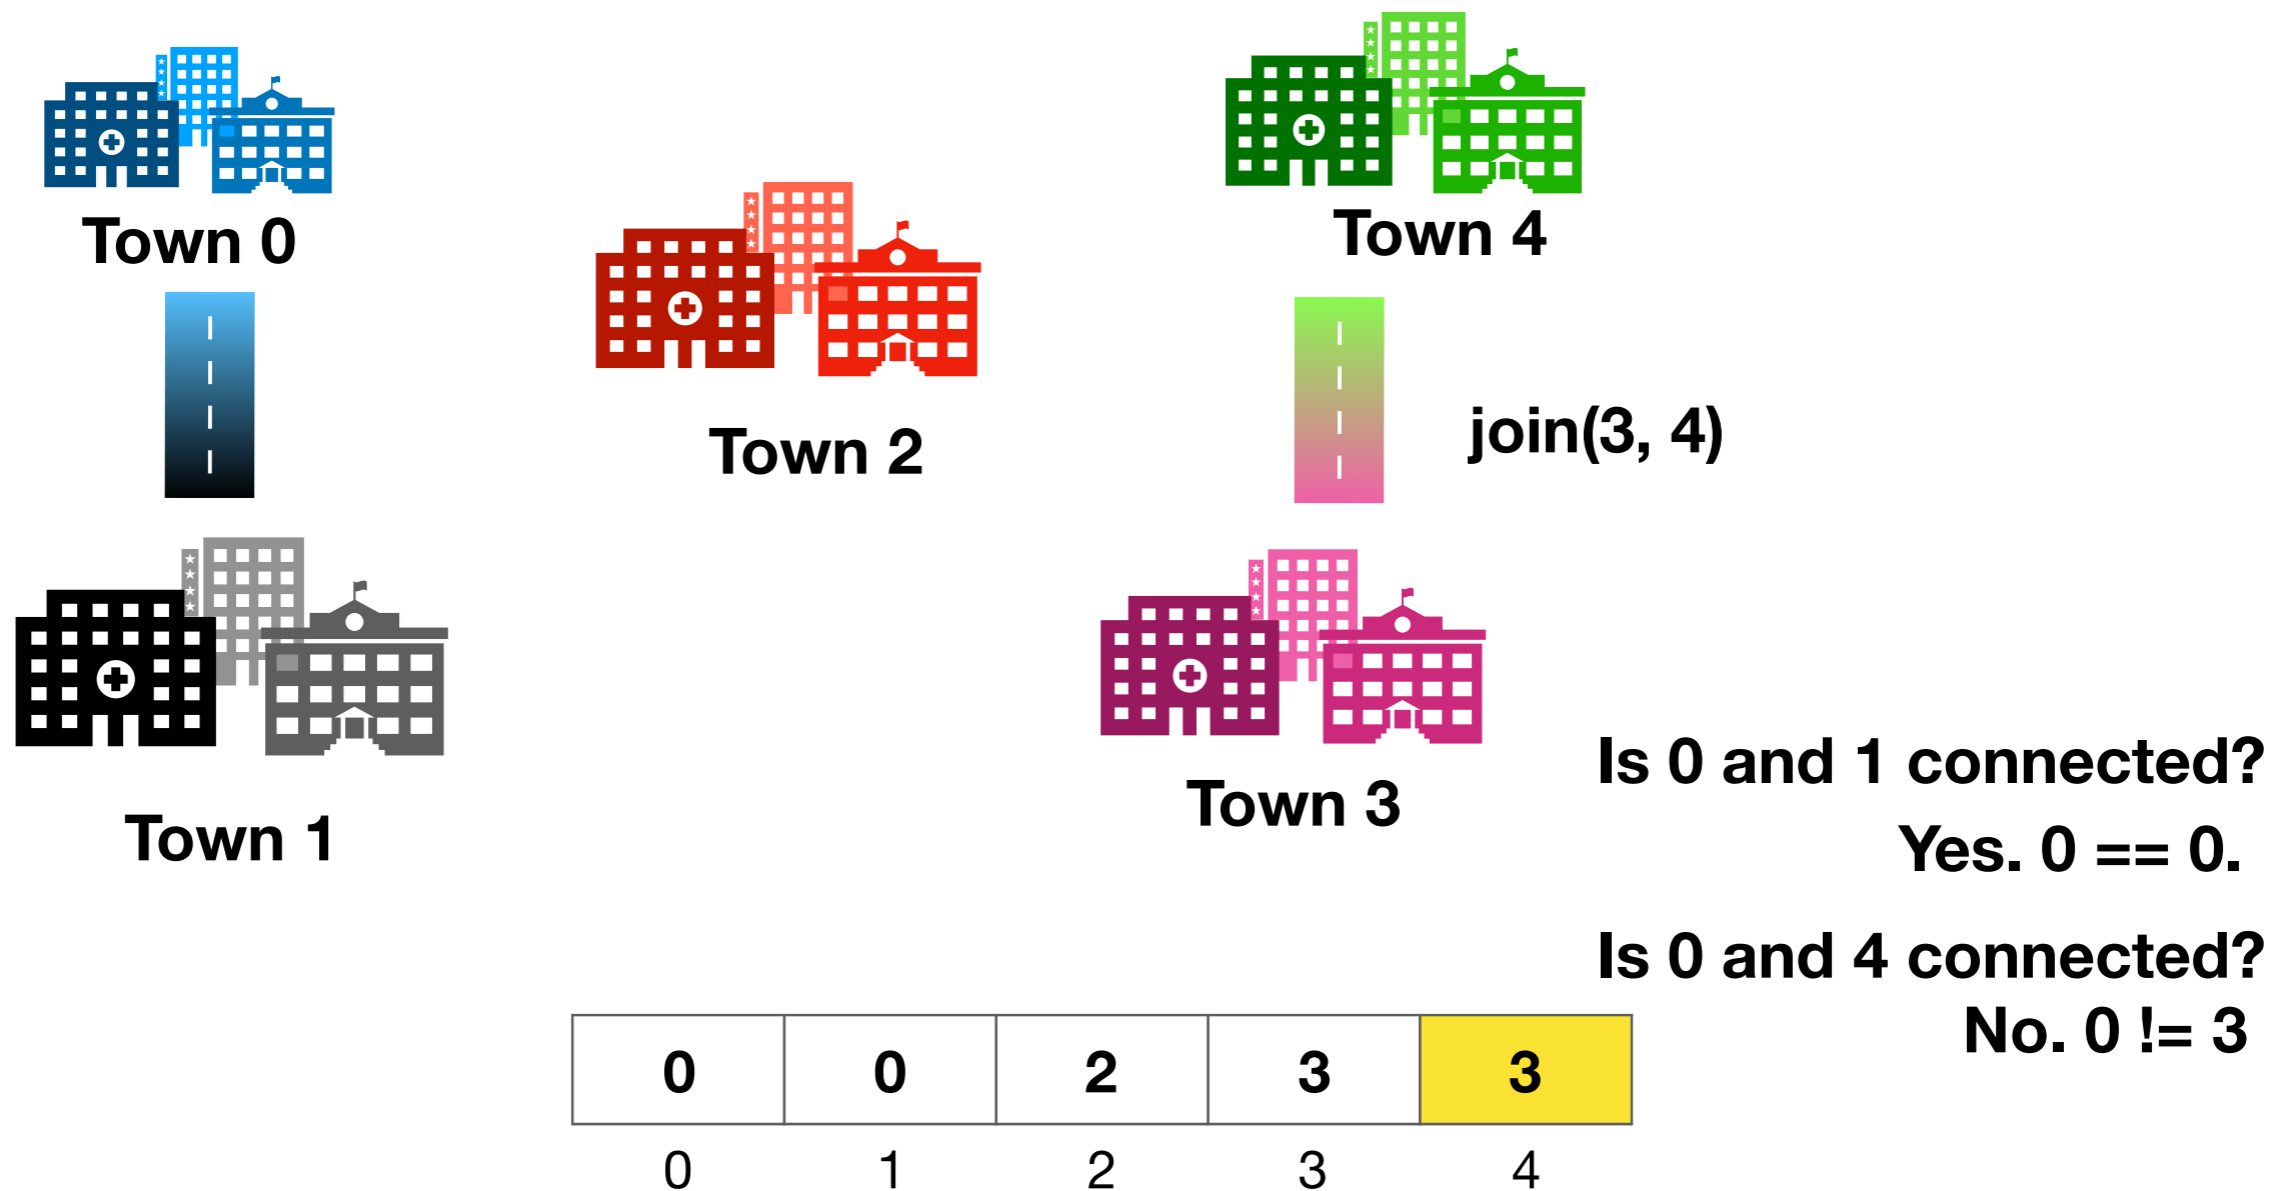 Town 0
Town 4
Town 2
join(3, 4)
Town 1
Town 3
Is 0 and 1 connected?
Yes. 0 == 0.
Is 0 and 4 connected?
No. 0 != 3
0 0 2 3 3
0 1 2 3 4